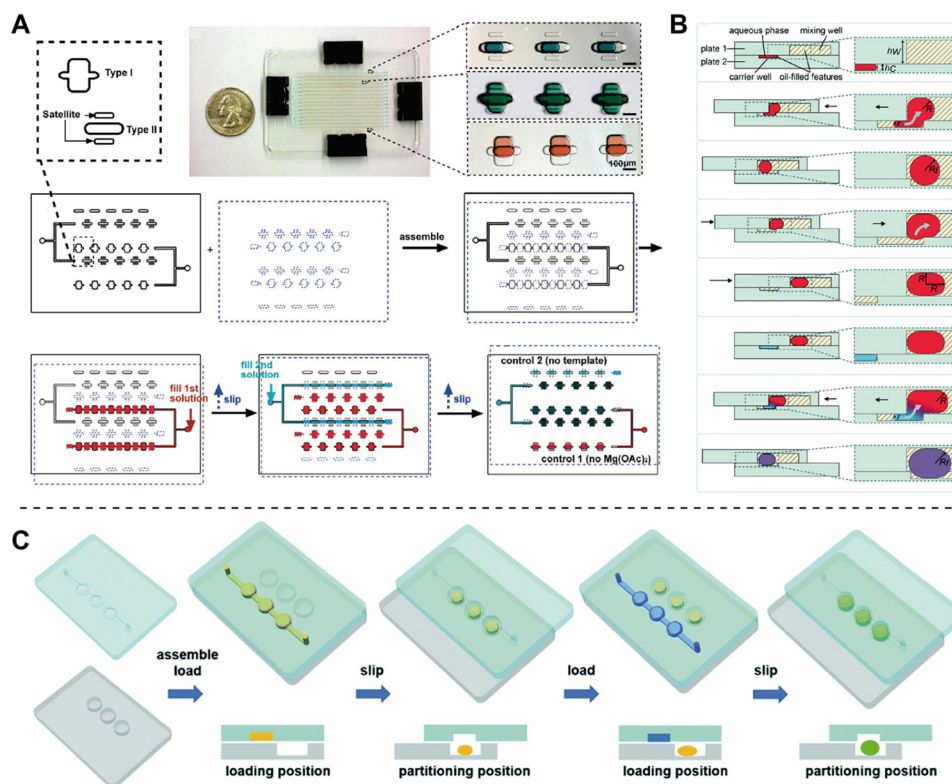 A
Type I
Satellite
Type II
100μm
assemble
+
fill 1st
solution
slip
fill 2nd
solution
slip
control 2 (no template)
control 1 (no Mg(OAc)₂)
B
aqueous phase
mixing well
plate 1
plate 2
carrier well
oil-filled features
hW
hC
R
Rf
R
R
R
R
Rf
C
assemble
load
slip
load
slip
loading position
partitioning position
loading position
partitioning position